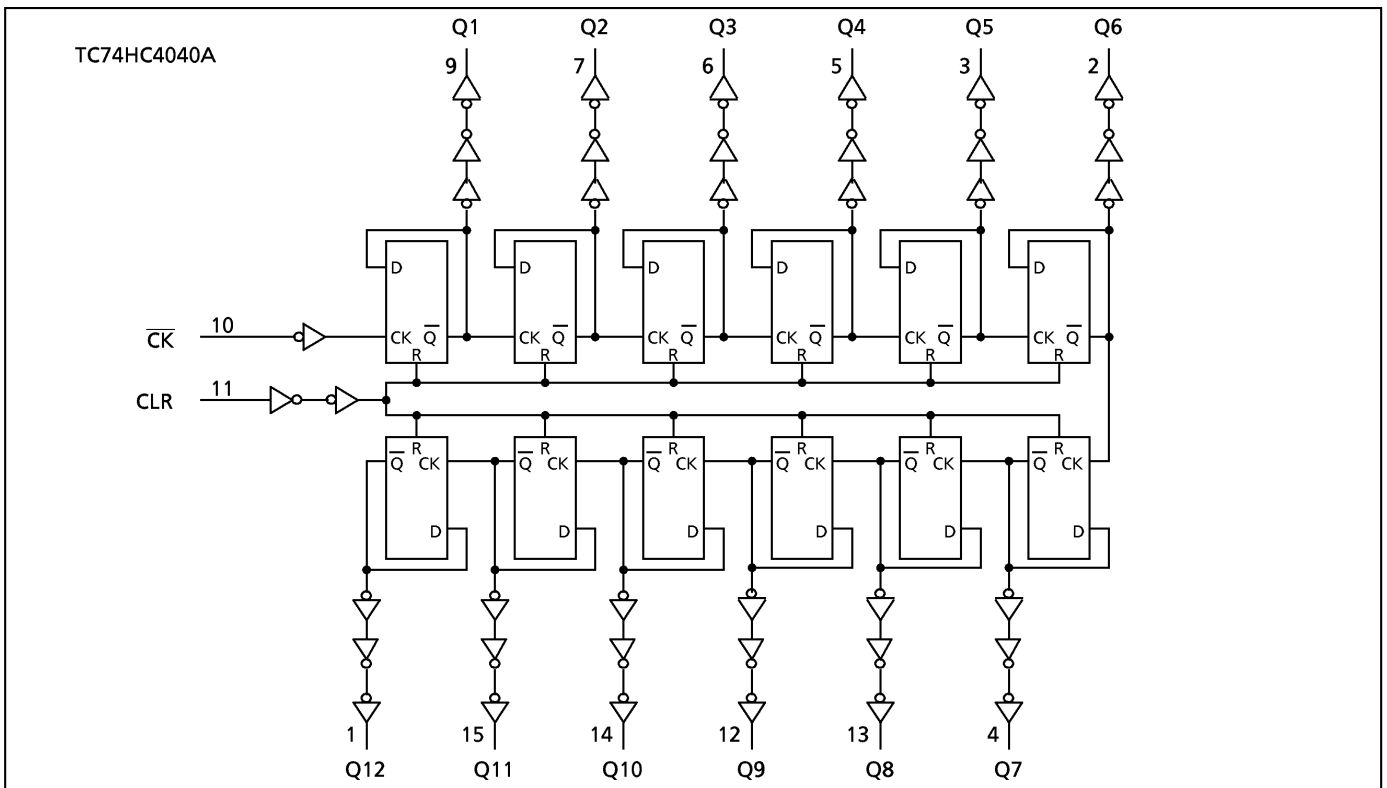 Q1 Q2 Q3 Q4 Q5 Q6
TC74HC4040A
9 7 6 5 3 2
D D D D D D
C̅K̅ 10 CK Q̅ CK Q̅ CK Q̅ CK Q̅ CK Q̅ CK Q̅
R R R R R R
CLR 11
R R R R R R
Q̅ CK Q̅ CK Q̅ CK Q̅ CK Q̅ CK Q̅ CK
D D D D D D
1 15 14 12 13 4
Q12 Q11 Q10 Q9 Q8 Q7